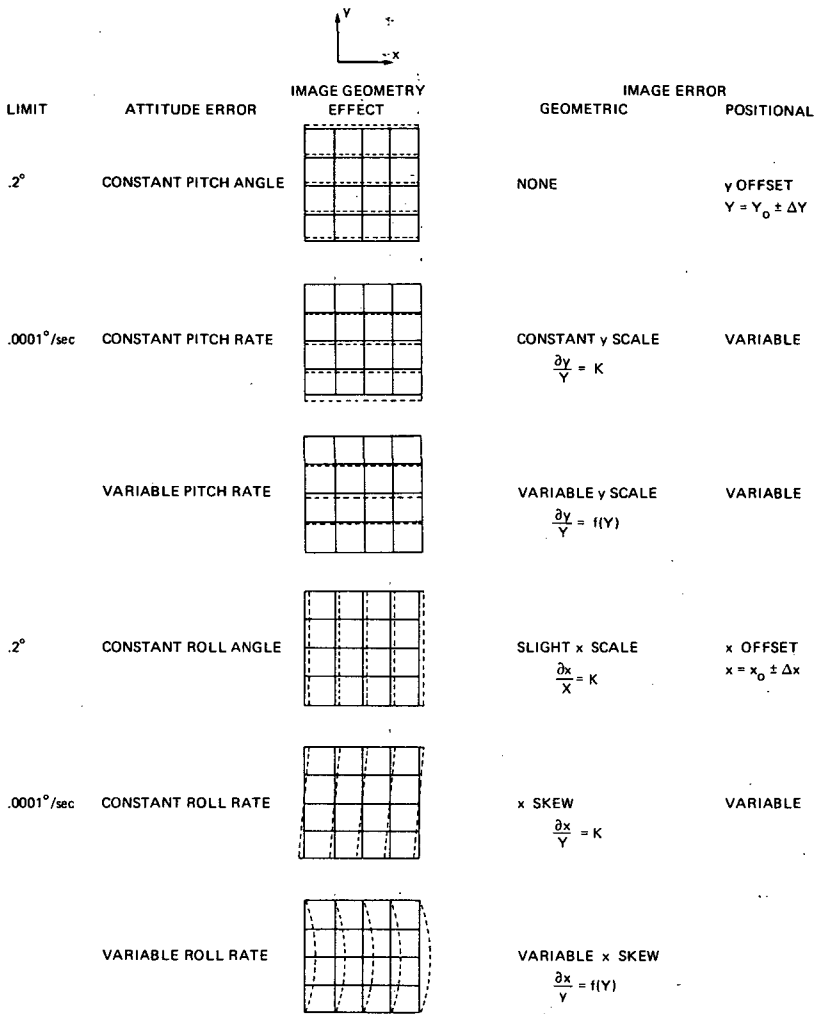 y
x
IMAGE GEOMETRY IMAGE ERROR
LIMIT ATTITUDE ERROR EFFECT GEOMETRIC POSITIONAL
.2° CONSTANT PITCH ANGLE NONE y OFFSET
Y = Y₀ ± ΔY
.0001°/sec CONSTANT PITCH RATE CONSTANT y SCALE VARIABLE
∂y/Y = K
VARIABLE PITCH RATE VARIABLE y SCALE VARIABLE
∂y/Y = f(Y)
.2° CONSTANT ROLL ANGLE SLIGHT x SCALE x OFFSET
∂x/X = K x = x₀ ± Δx
.0001°/sec CONSTANT ROLL RATE x SKEW VARIABLE
∂x/Y = K
VARIABLE ROLL RATE VARIABLE x SKEW
∂x/y = f(Y)